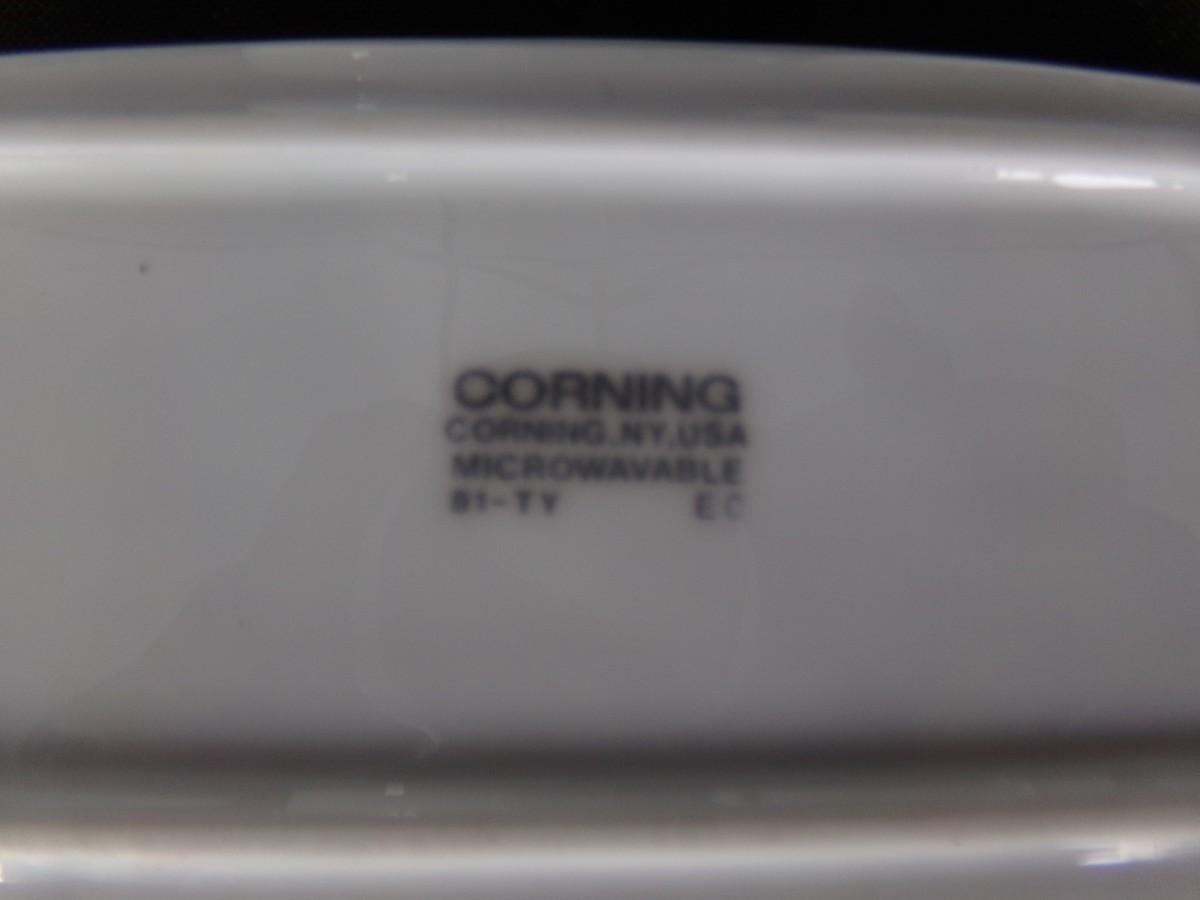 CORNING
CORNING, NY, USA
MICROWAVABLE
81-TY EC